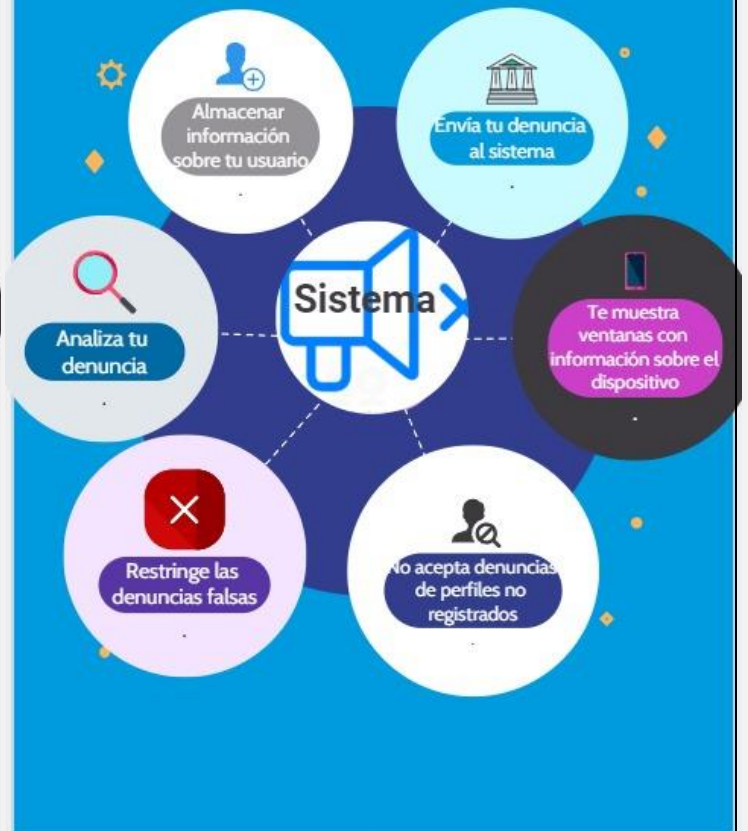 Almacenar
información
sobre tu usuario
.
Envía tu denuncia
al sistema
.
Analiza tu
denuncia
.
Sistema
Te muestra
ventanas con
información sobre el
dispositivo
.
Restringe las
denuncias falsas
.
No acepta denuncias
de perfiles no
registrados
.